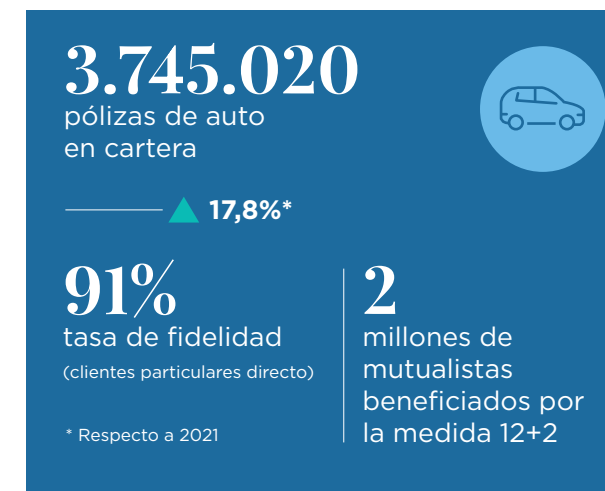 3.745.020
pólizas de auto
en cartera
17,8%*
91%
tasa de fidelidad
(clientes particulares directo)
* Respecto a 2021
2
millones de
mutualistas
beneficiados por
la medida 12+2